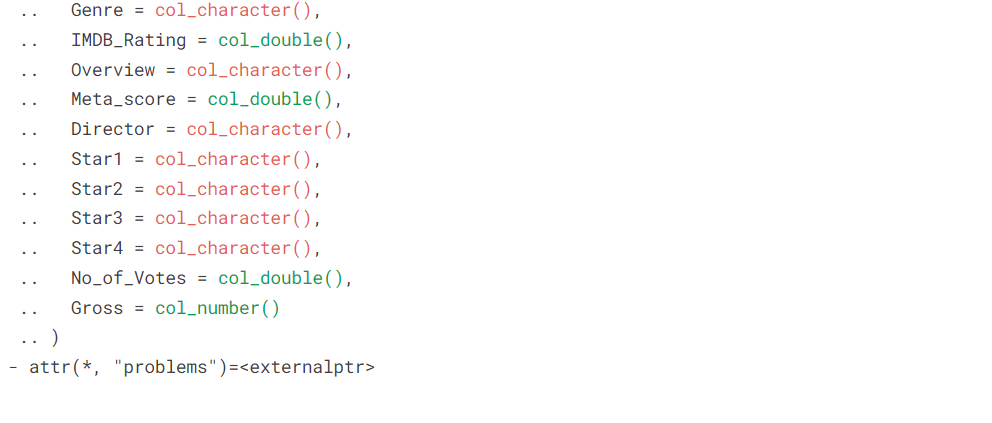 ..   Genre = col_character(),
..   IMDB_Rating = col_double(),
..   Overview = col_character(),
..   Meta_score = col_double(),
..   Director = col_character(),
..   Star1 = col_character(),
..   Star2 = col_character(),
..   Star3 = col_character(),
..   Star4 = col_character(),
..   No_of_Votes = col_double(),
..   Gross = col_number()
.. )
- attr(*, "problems")=<externalptr>